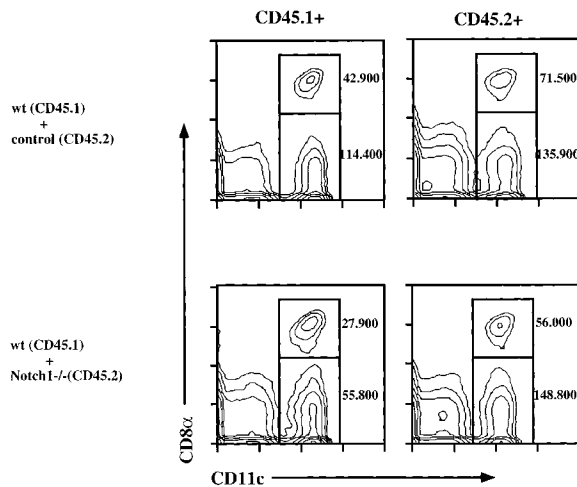 CD45.1+ CD45.2+
wt (CD45.1)
+
control (CD45.2)
42.900
114.400
71.500
135.900
wt (CD45.1)
+
Notch1-/-(CD45.2)
27.900
55.800
56.000
148.800
CD8α
CD11c